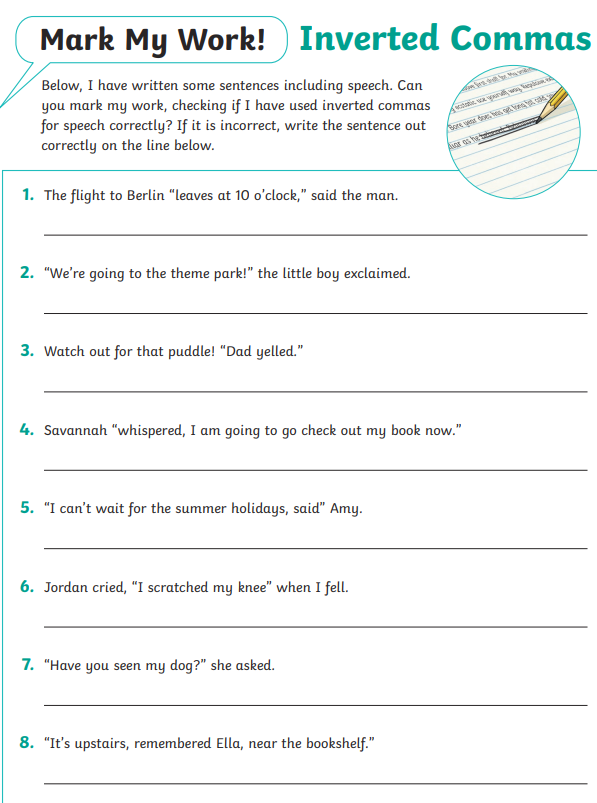 Mark My Work! Inverted Commas
Below, I have written some sentences including speech. Can
you mark my work, checking if I have used inverted commas
for speech correctly? If it is incorrect, write the sentence out
correctly on the line below.
1. The flight to Berlin “leaves at 10 o’clock,” said the man.
2. “We’re going to the theme park!” the little boy exclaimed.
3. Watch out for that puddle! “Dad yelled.”
4. Savannah “whispered, I am going to go check out my book now.”
5. “I can’t wait for the summer holidays, said” Amy.
6. Jordan cried, “I scratched my knee” when I fell.
7. “Have you seen my dog?” she asked.
8. “It’s upstairs, remembered Ella, near the bookshelf.”